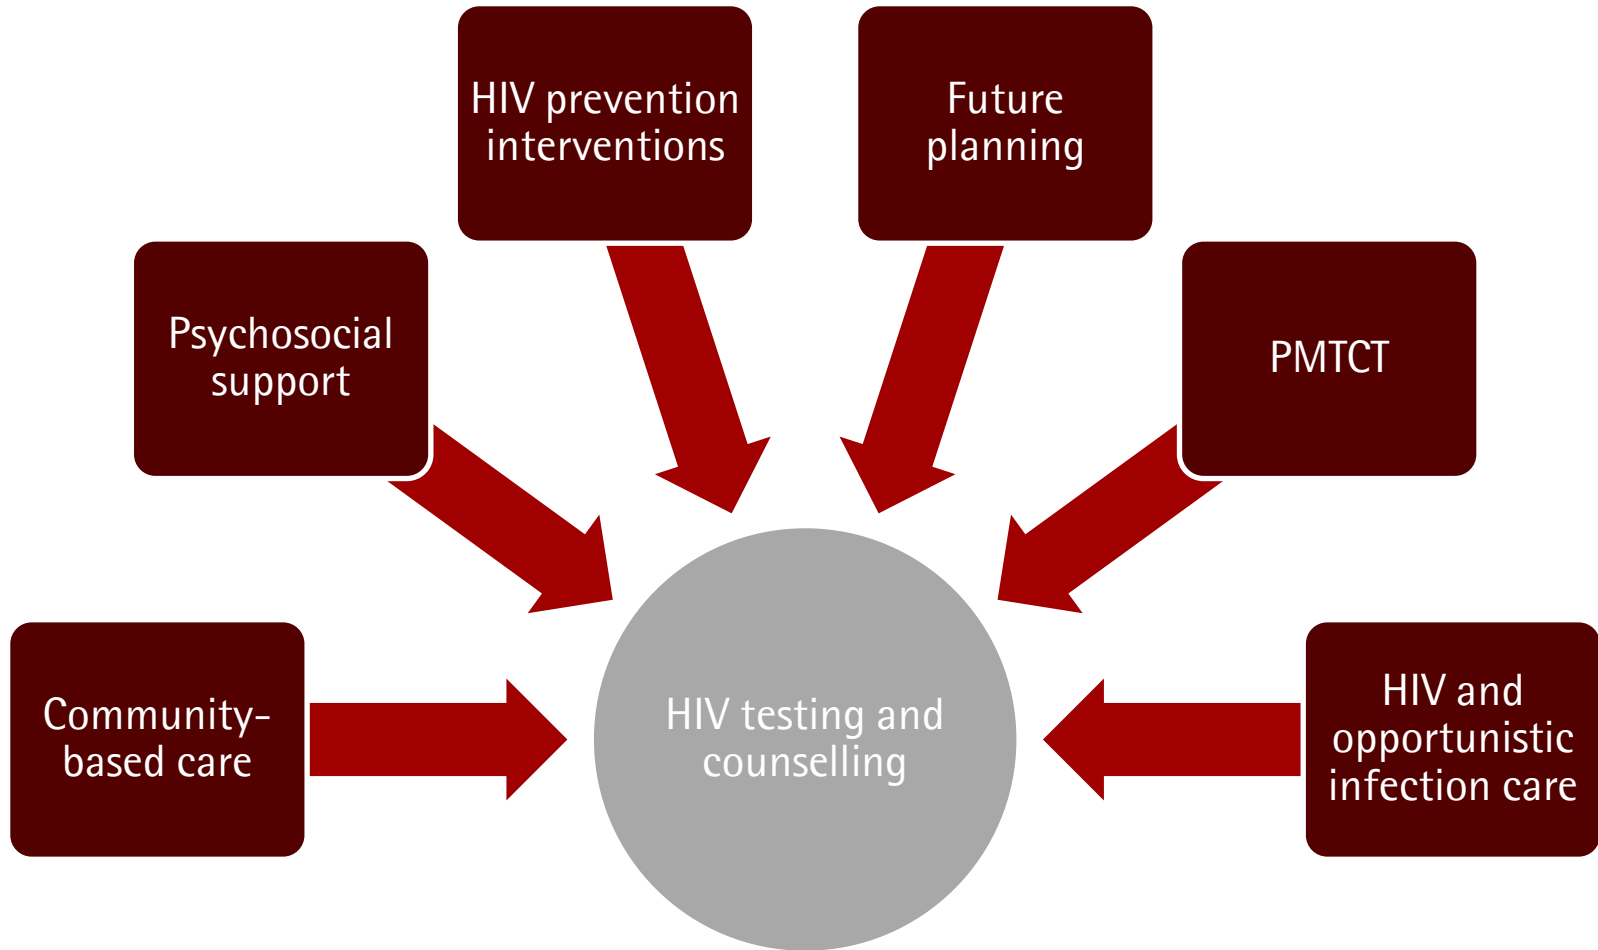 HIV prevention
interventions
Future
planning
Psychosocial
support
PMTCT
Community-
based care
HIV testing and
counselling
HIV and
opportunistic
infection care